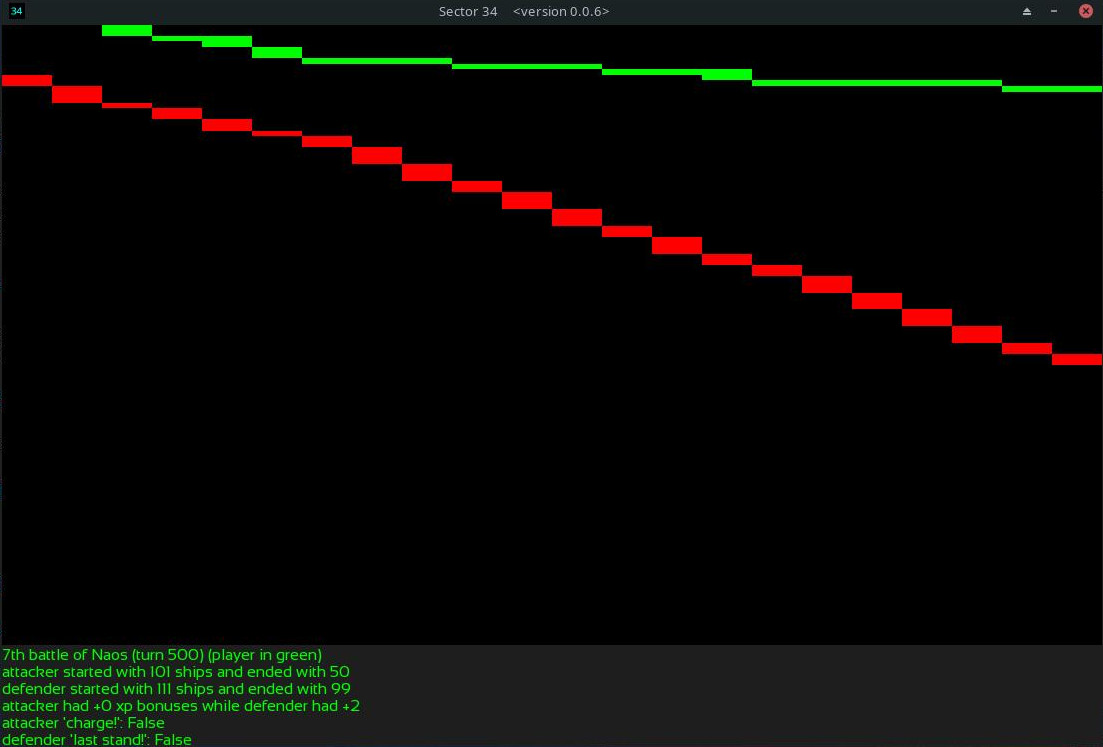 34
Sector 34 <version 0.0.6>
7th battle of Naos (turn 500) (player in green)
attacker started with 101 ships and ended with 50
defender started with 111 ships and ended with 99
attacker had +0 xp bonuses while defender had +2
attacker 'charge!': False
defender 'last stand!': False